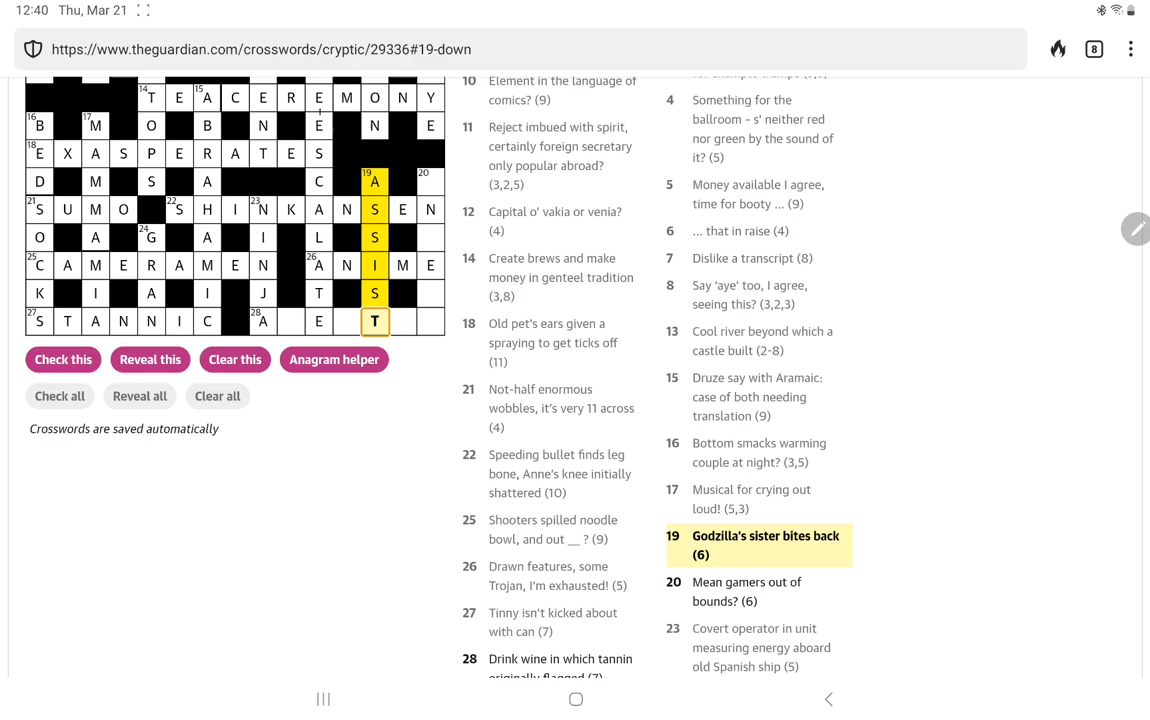 12:40 Thu, Mar 21
https://www.theguardian.com/crosswords/cryptic/29336#19-down
8
14 T E 15 A C E R E M O N Y
16 B 17 M O B N E N E
18 E X A S P E R A T E S
D M S A C 19 A 20
21 S U M O 22 S H I 23 N K A N S E N
O A 24 G A I L S
25 C A M E R A M E N 26 A N I M E
K I A I J T S
27 S T A N N I C 28 A E T
Check this Reveal this Clear this Anagram helper
Check all Reveal all Clear all
Crosswords are saved automatically
10 Element in the language of
comics? (9)
11 Reject imbued with spirit,
certainly foreign secretary
only popular abroad?
(3,2,5)
12 Capital o' vakia or venia?
(4)
14 Create brews and make
money in genteel tradition
(3,8)
18 Old pet's ears given a
spraying to get ticks off
(11)
21 Not-half enormous
wobbles, it's very 11 across
(4)
22 Speeding bullet finds leg
bone, Anne's knee initially
shattered (10)
25 Shooters spilled noodle
bowl, and out __ ? (9)
26 Drawn features, some
Trojan, I'm exhausted! (5)
27 Tinny isn't kicked about
with can (7)
28 Drink wine in which tannin
originally flagged (7)
4 Something for the
ballroom – s' neither red
nor green by the sound of
it? (5)
5 Money available I agree,
time for booty ... (9)
6 ... that in raise (4)
7 Dislike a transcript (8)
8 Say 'aye' too, I agree,
seeing this? (3,2,3)
13 Cool river beyond which a
castle built (2-8)
15 Druze say with Aramaic:
case of both needing
translation (9)
16 Bottom smacks warming
couple at night? (3,5)
17 Musical for crying out
loud! (5,3)
19 Godzilla's sister bites back
(6)
20 Mean gamers out of
bounds? (6)
23 Covert operator in unit
measuring energy aboard
old Spanish ship (5)